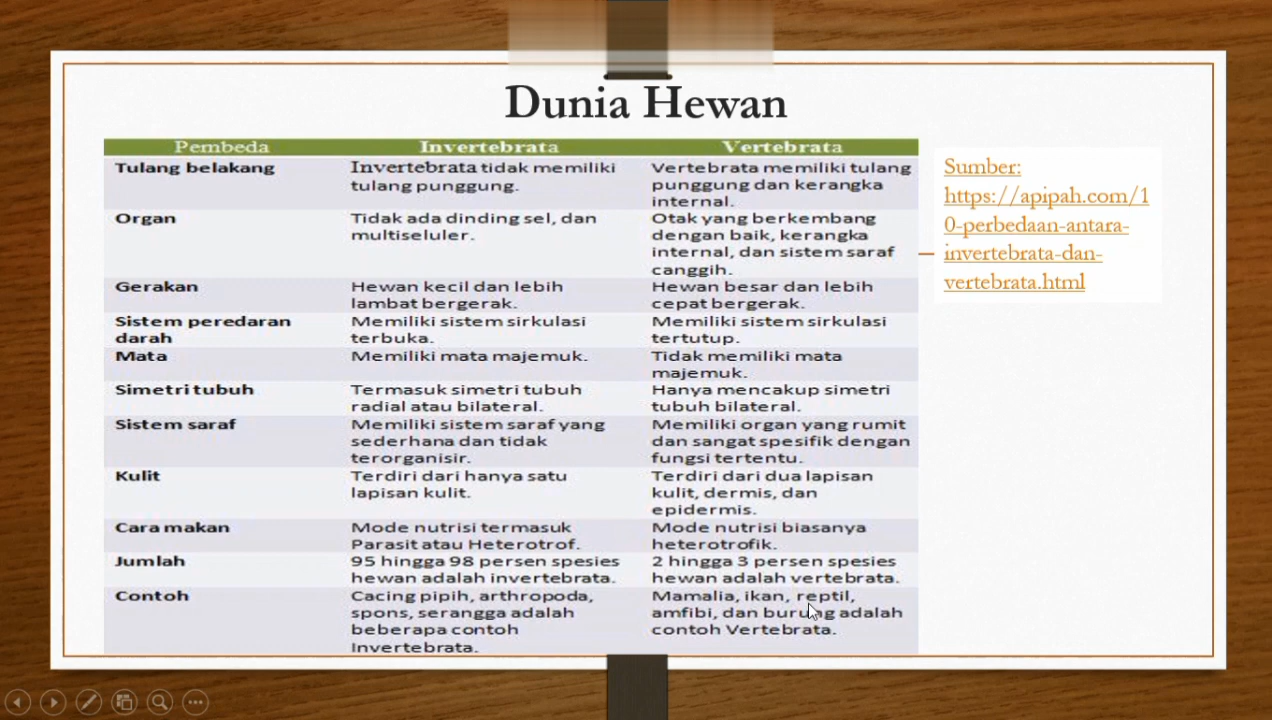 Dunia Hewan
Pembeda Invertebrata Vertebrata
Tulang belakang Invertebrata tidak memiliki Vertebrata memiliki tulang
tulang punggung. punggung dan kerangka
internal.
Organ Tidak ada dinding sel, dan Otak yang berkembang
multiseluler. dengan baik, kerangka
internal, dan sistem saraf
canggih.
Gerakan Hewan kecil dan lebih Hewan besar dan lebih
lambat bergerak. cepat bergerak.
Sistem peredaran Memiliki sistem sirkulasi Memiliki sistem sirkulasi
darah terbuka. tertutup.
Mata Memiliki mata majemuk. Tidak memiliki mata
majemuk.
Simetri tubuh Termasuk simetri tubuh Hanya mencakup simetri
radial atau bilateral. tubuh bilateral.
Sistem saraf Memiliki sistem saraf yang Memiliki organ yang rumit
sederhana dan tidak dan sangat spesifik dengan
terorganisir. fungsi tertentu.
Kulit Terdiri dari hanya satu Terdiri dari dua lapisan
lapisan kulit. kulit, dermis, dan
epidermis.
Cara makan Mode nutrisi termasuk Mode nutrisi biasanya
Parasit atau Heterotrof. heterotrofik.
Jumlah 95 hingga 98 persen spesies 2 hingga 3 persen spesies
hewan adalah invertebrata. hewan adalah vertebrata.
Contoh Cacing pipih, arthropoda, Mamalia, ikan, reptil,
spons, serangga adalah amfibi, dan burung adalah
beberapa contoh contoh Vertebrata.
Invertebrata.
Sumber:
https://apipah.com/1
0-perbedaan-antara-
invertebrata-dan-
vertebrata.html